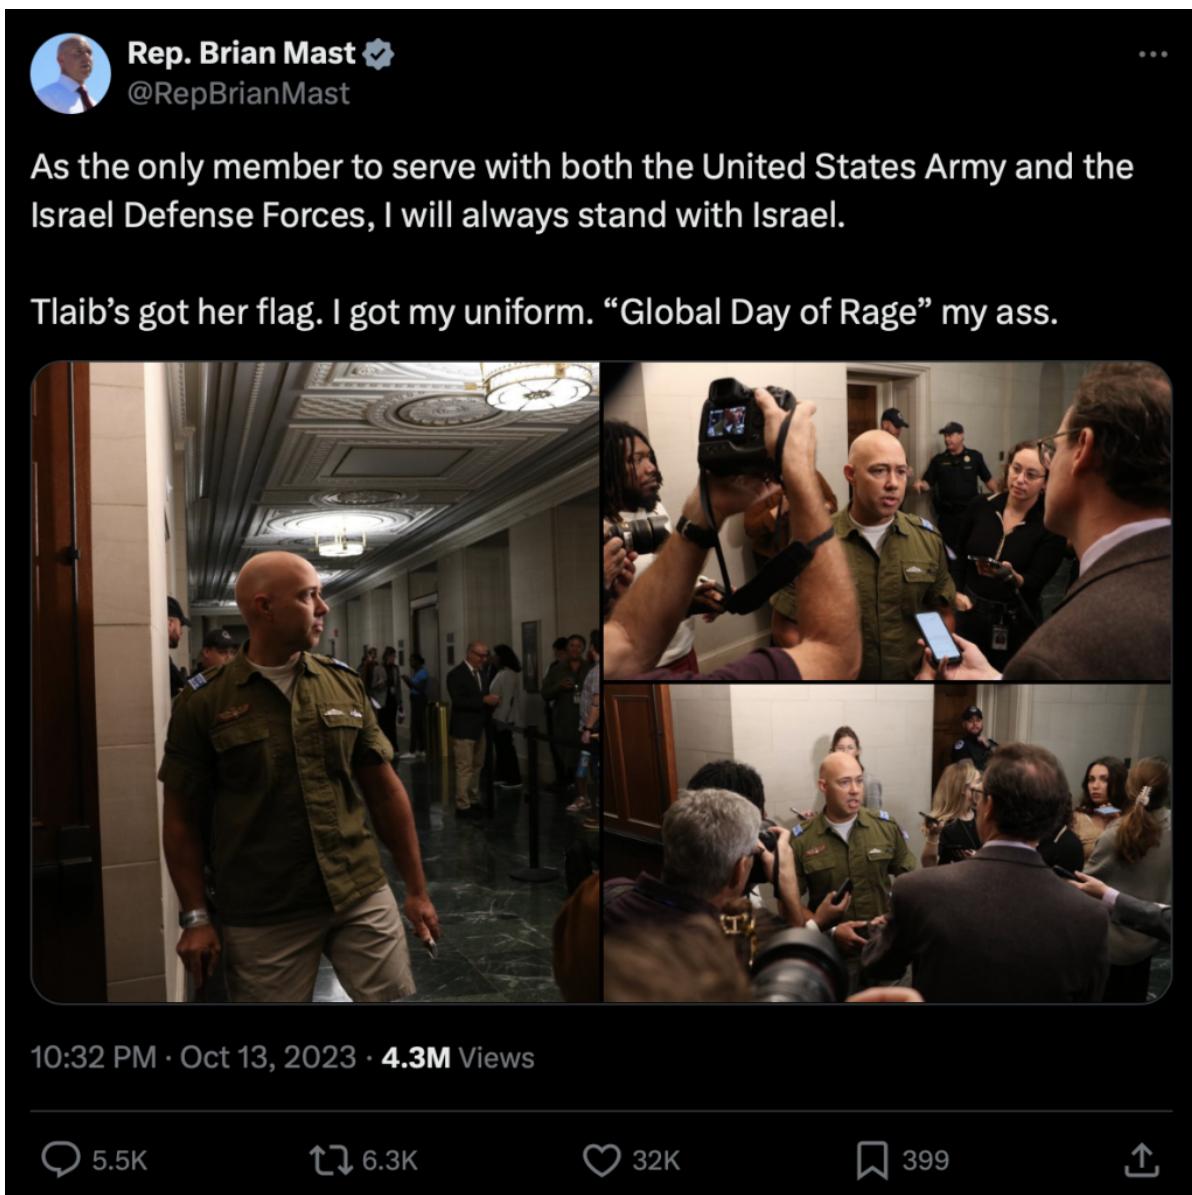 Rep. Brian Mast
@RepBrianMast
As the only member to serve with both the United States Army and the
Israel Defense Forces, I will always stand with Israel.
Tlaib’s got her flag. I got my uniform. “Global Day of Rage” my ass.
10:32 PM · Oct 13, 2023 · 4.3M Views
5.5K 6.3K 32K 399